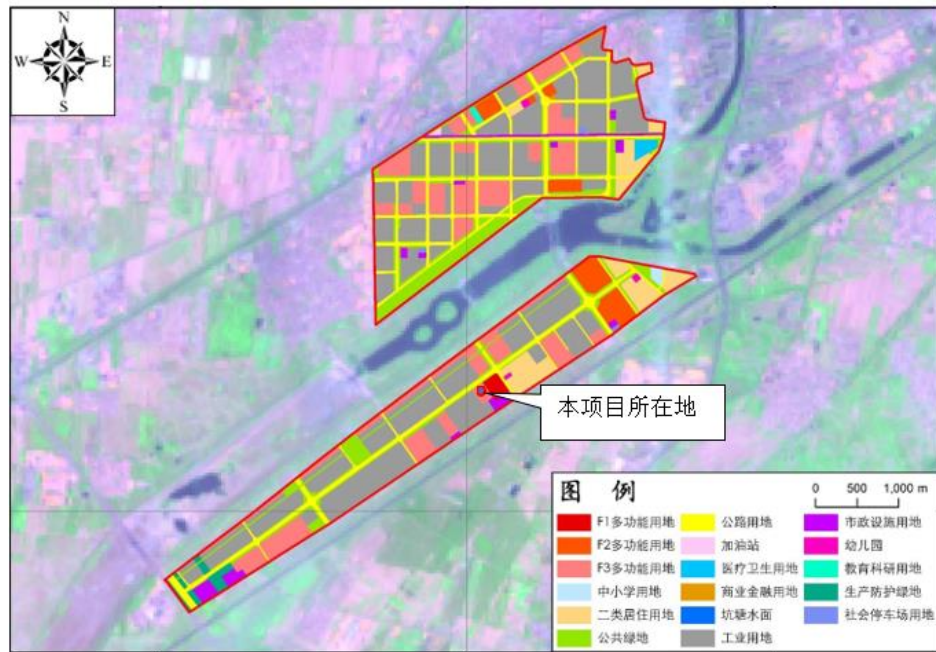 N
W E
S
本项目所在地
图 例
0 500 1,000 m
F1多功能用地 公路用地 市政设施用地
F2多功能用地 加油站 幼儿园
F3多功能用地 医疗卫生用地 教育科研用地
中小学用地 商业金融用地 生产防护绿地
二类居住用地 坑塘水面 社会停车场用地
公共绿地 工业用地